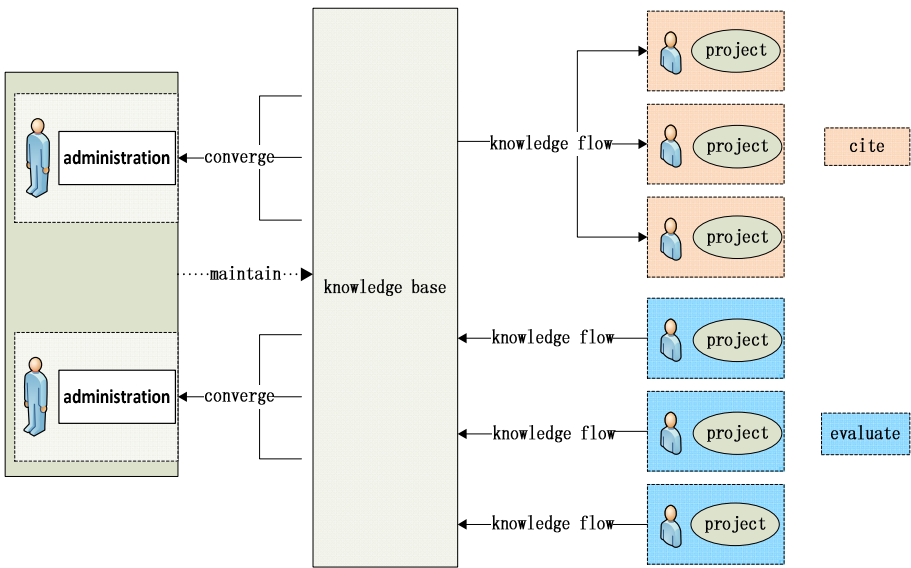 project
knowledge flow
project
cite
project
administration
converge
maintain
knowledge base
administration
converge
knowledge flow
project
knowledge flow
project
evaluate
knowledge flow
project